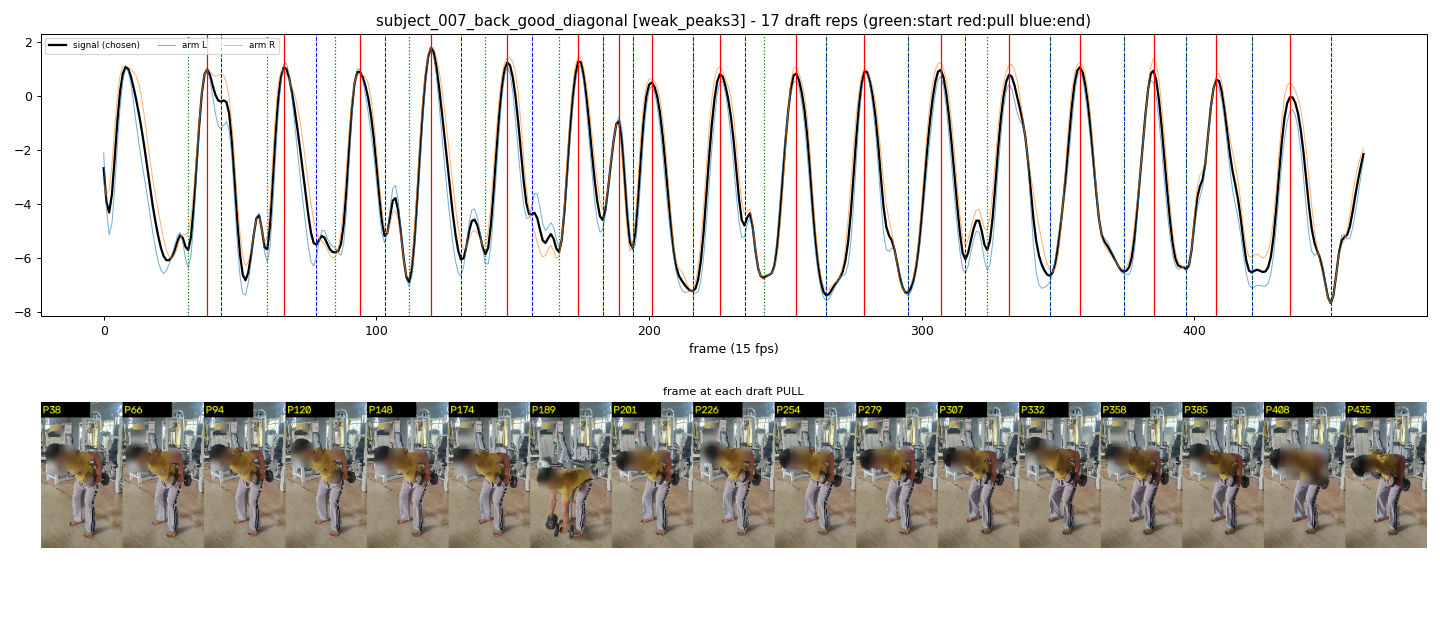 subject_007_back_good_diagonal [weak_peaks3] - 17 draft reps (green:start red:pull blue:end)
signal (chosen) arm L arm R
2
0
−2
−4
−6
−8
0 100 200 300 400
frame (15 fps)
frame at each draft PULL
P38 P66 P94 P120 P148 P174 P189 P201 P226 P254 P279 P307 P332 P358 P385 P408 P435